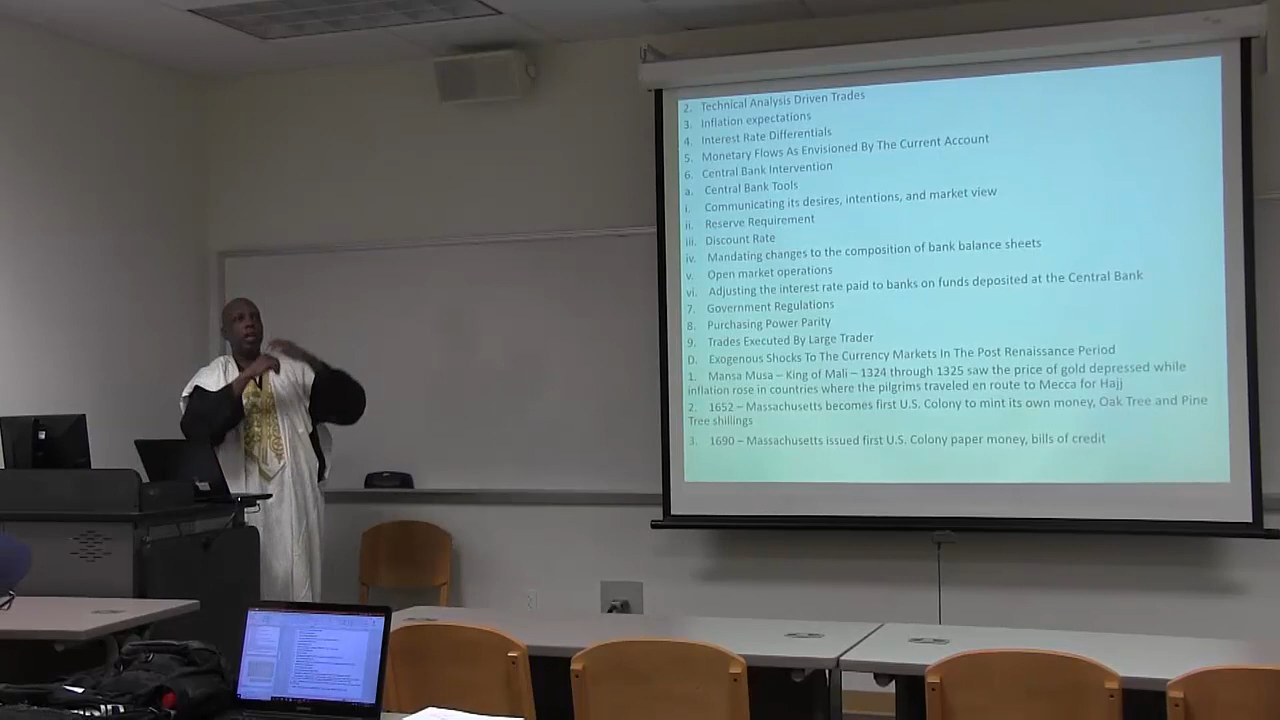 2. Technical Analysis Driven Trades
3. Inflation expectations
4. Interest Rate Differentials
5. Monetary Flows As Envisioned By The Current Account
6. Central Bank Intervention
a. Central Bank Tools
i. Communicating its desires, intentions, and market view
ii. Reserve Requirement
iii. Discount Rate
iv. Mandating changes to the composition of bank balance sheets
v. Open market operations
vi. Adjusting the interest rate paid to banks on funds deposited at the Central Bank
7. Government Regulations
8. Purchasing Power Parity
9. Trades Executed By Large Trader
D. Exogenous Shocks To The Currency Markets In The Post Renaissance Period
1. Mansa Musa – King of Mali – 1324 through 1325 saw the price of gold depressed while
inflation rose in countries where the pilgrims traveled en route to Mecca for Hajj
2. 1652 – Massachusetts becomes first U.S. Colony to mint its own money, Oak Tree and Pine
Tree shillings
3. 1690 – Massachusetts issued first U.S. Colony paper money, bills of credit